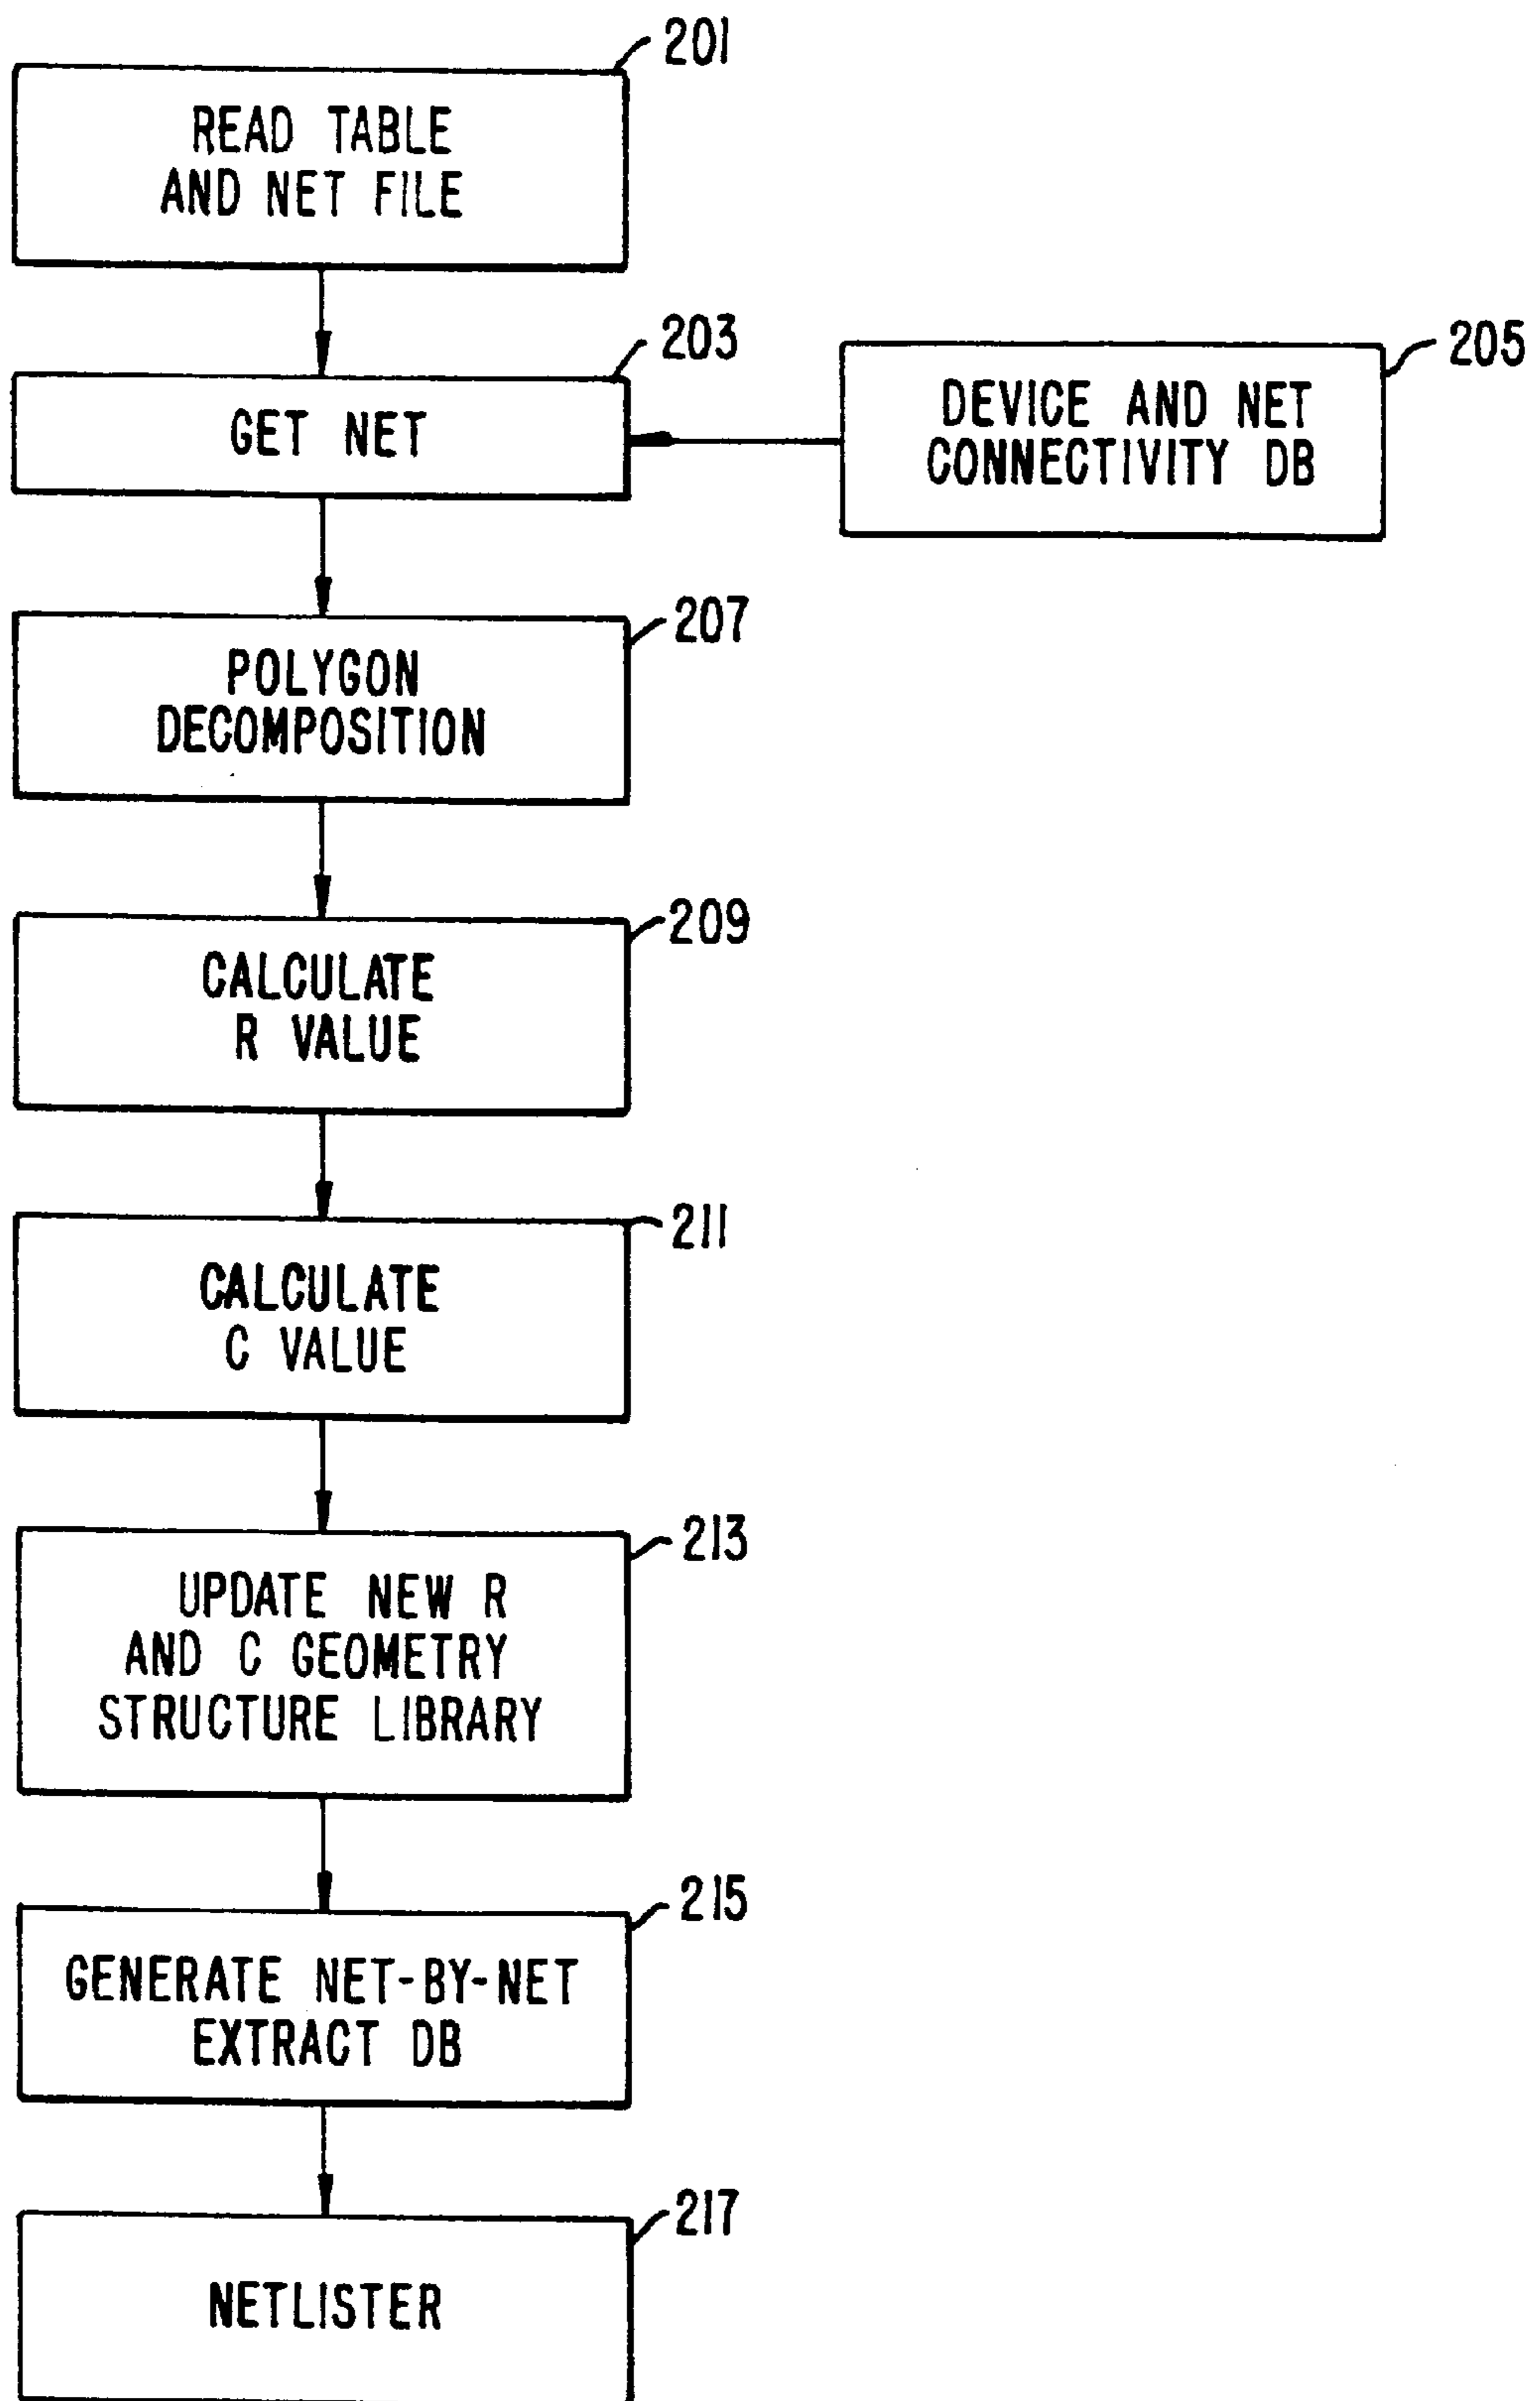 201
READ TABLE
AND NET FILE
203
GET NET
205
DEVICE AND NET
CONNECTIVITY DB
207
POLYGON
DECOMPOSITION
209
CALCULATE
R VALUE
211
CALCULATE
C VALUE
213
UPDATE NEW R
AND C GEOMETRY
STRUCTURE LIBRARY
215
GENERATE NET-BY-NET
EXTRACT DB
217
NETLISTER